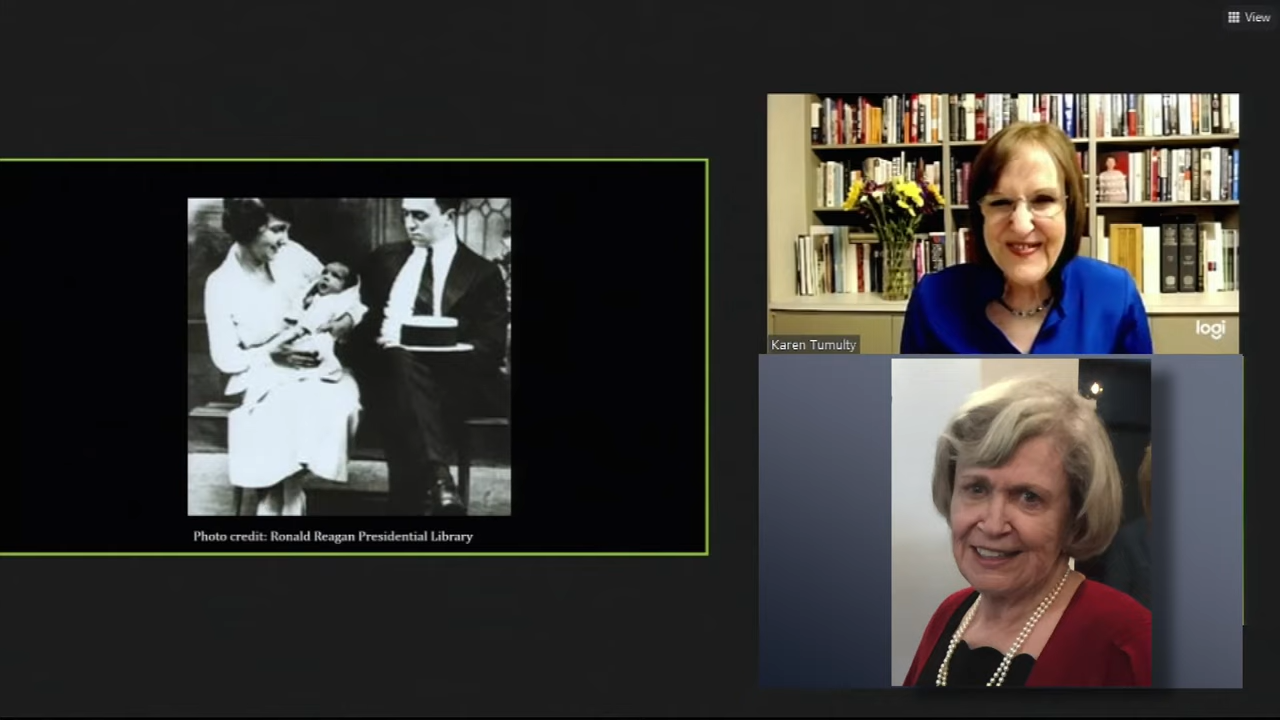 View
Photo credit: Ronald Reagan Presidential Library
Karen Tumulty
logi